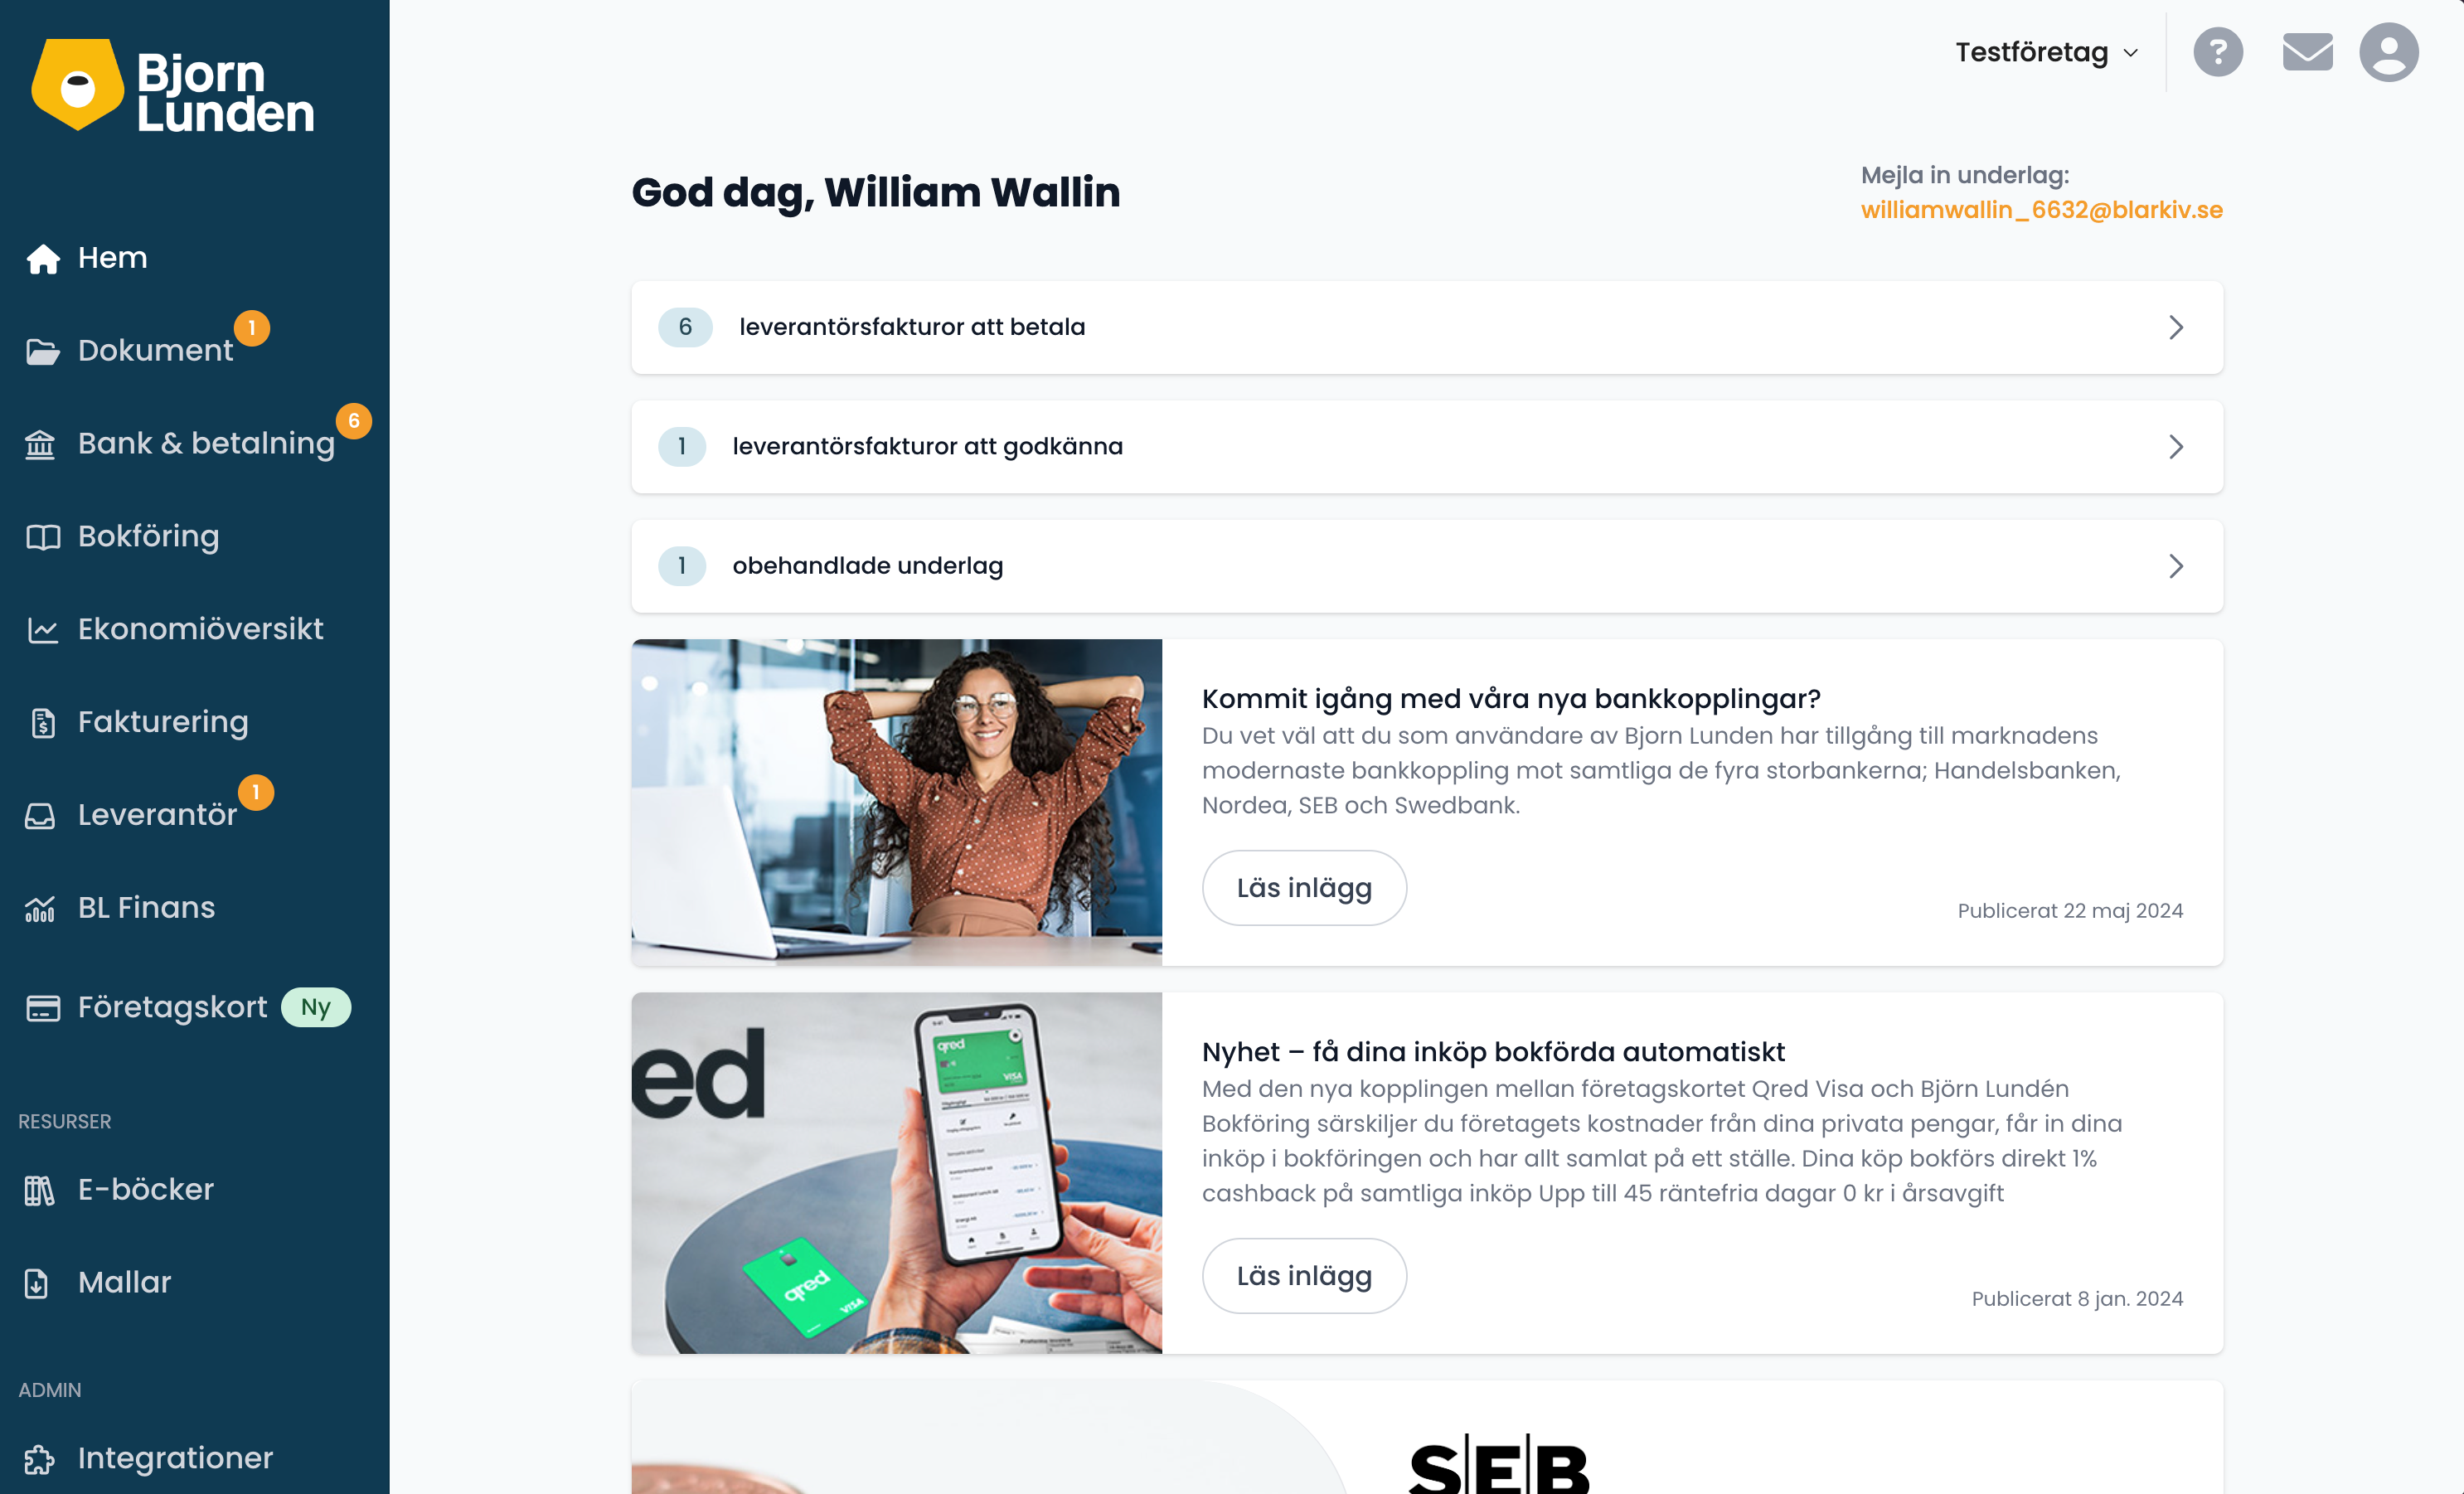 Bjorn
Lunden
Testföretag
?
God dag, William Wallin
Mejla in underlag:
williamwallin_6632@blarkiv.se
Hem
Dokument 1
Bank & betalning 6
Bokföring
Ekonomiöversikt
Fakturering
Leverantör 1
BL Finans
Företagskort Ny
RESURSER
E-böcker
Mallar
ADMIN
Integrationer
6 leverantörsfakturor att betala
1 leverantörsfakturor att godkänna
1 obehandlade underlag
Kommit igång med våra nya bankkopplingar?
Du vet väl att du som användare av Bjorn Lunden har tillgång till marknadens
modernaste bankkoppling mot samtliga de fyra storbankerna; Handelsbanken,
Nordea, SEB och Swedbank.
Läs inlägg
Publicerat 22 maj 2024
ed
qred
VISA
qred
VISA
Nyhet – få dina inköp bokförda automatiskt
Med den nya kopplingen mellan företagskortet Qred Visa och Björn Lundén
Bokföring särskiljer du företagets kostnader från dina privata pengar, får in dina
inköp i bokföringen och har allt samlat på ett ställe. Dina köp bokförs direkt 1%
cashback på samtliga inköp Upp till 45 räntefria dagar 0 kr i årsavgift
Läs inlägg
Publicerat 8 jan. 2024
SEB